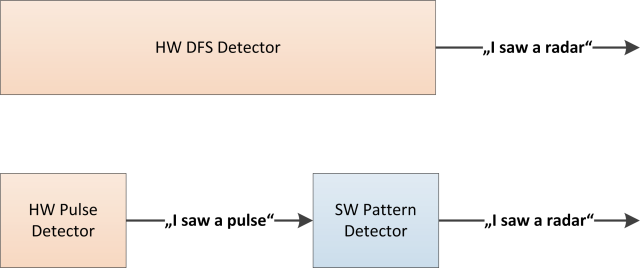 HW DFS Detector
„I saw a radar“
HW Pulse
Detector
„I saw a pulse“
SW Pattern
Detector
„I saw a radar“